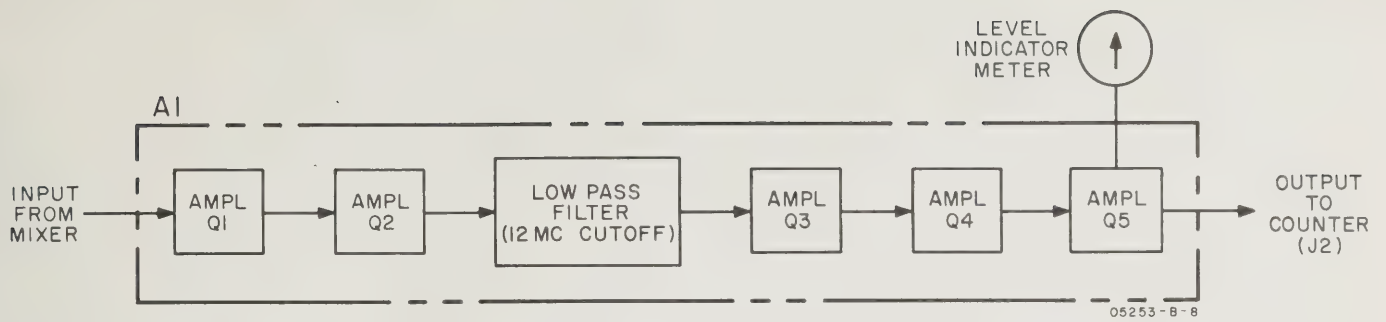 LEVEL
INDICATOR
METER
A1
INPUT
FROM
MIXER
AMPL
Q1
AMPL
Q2
LOW PASS
FILTER
(12 MC CUTOFF)
AMPL
Q3
AMPL
Q4
AMPL
Q5
OUTPUT
TO
COUNTER
(J2)
05253-B-8